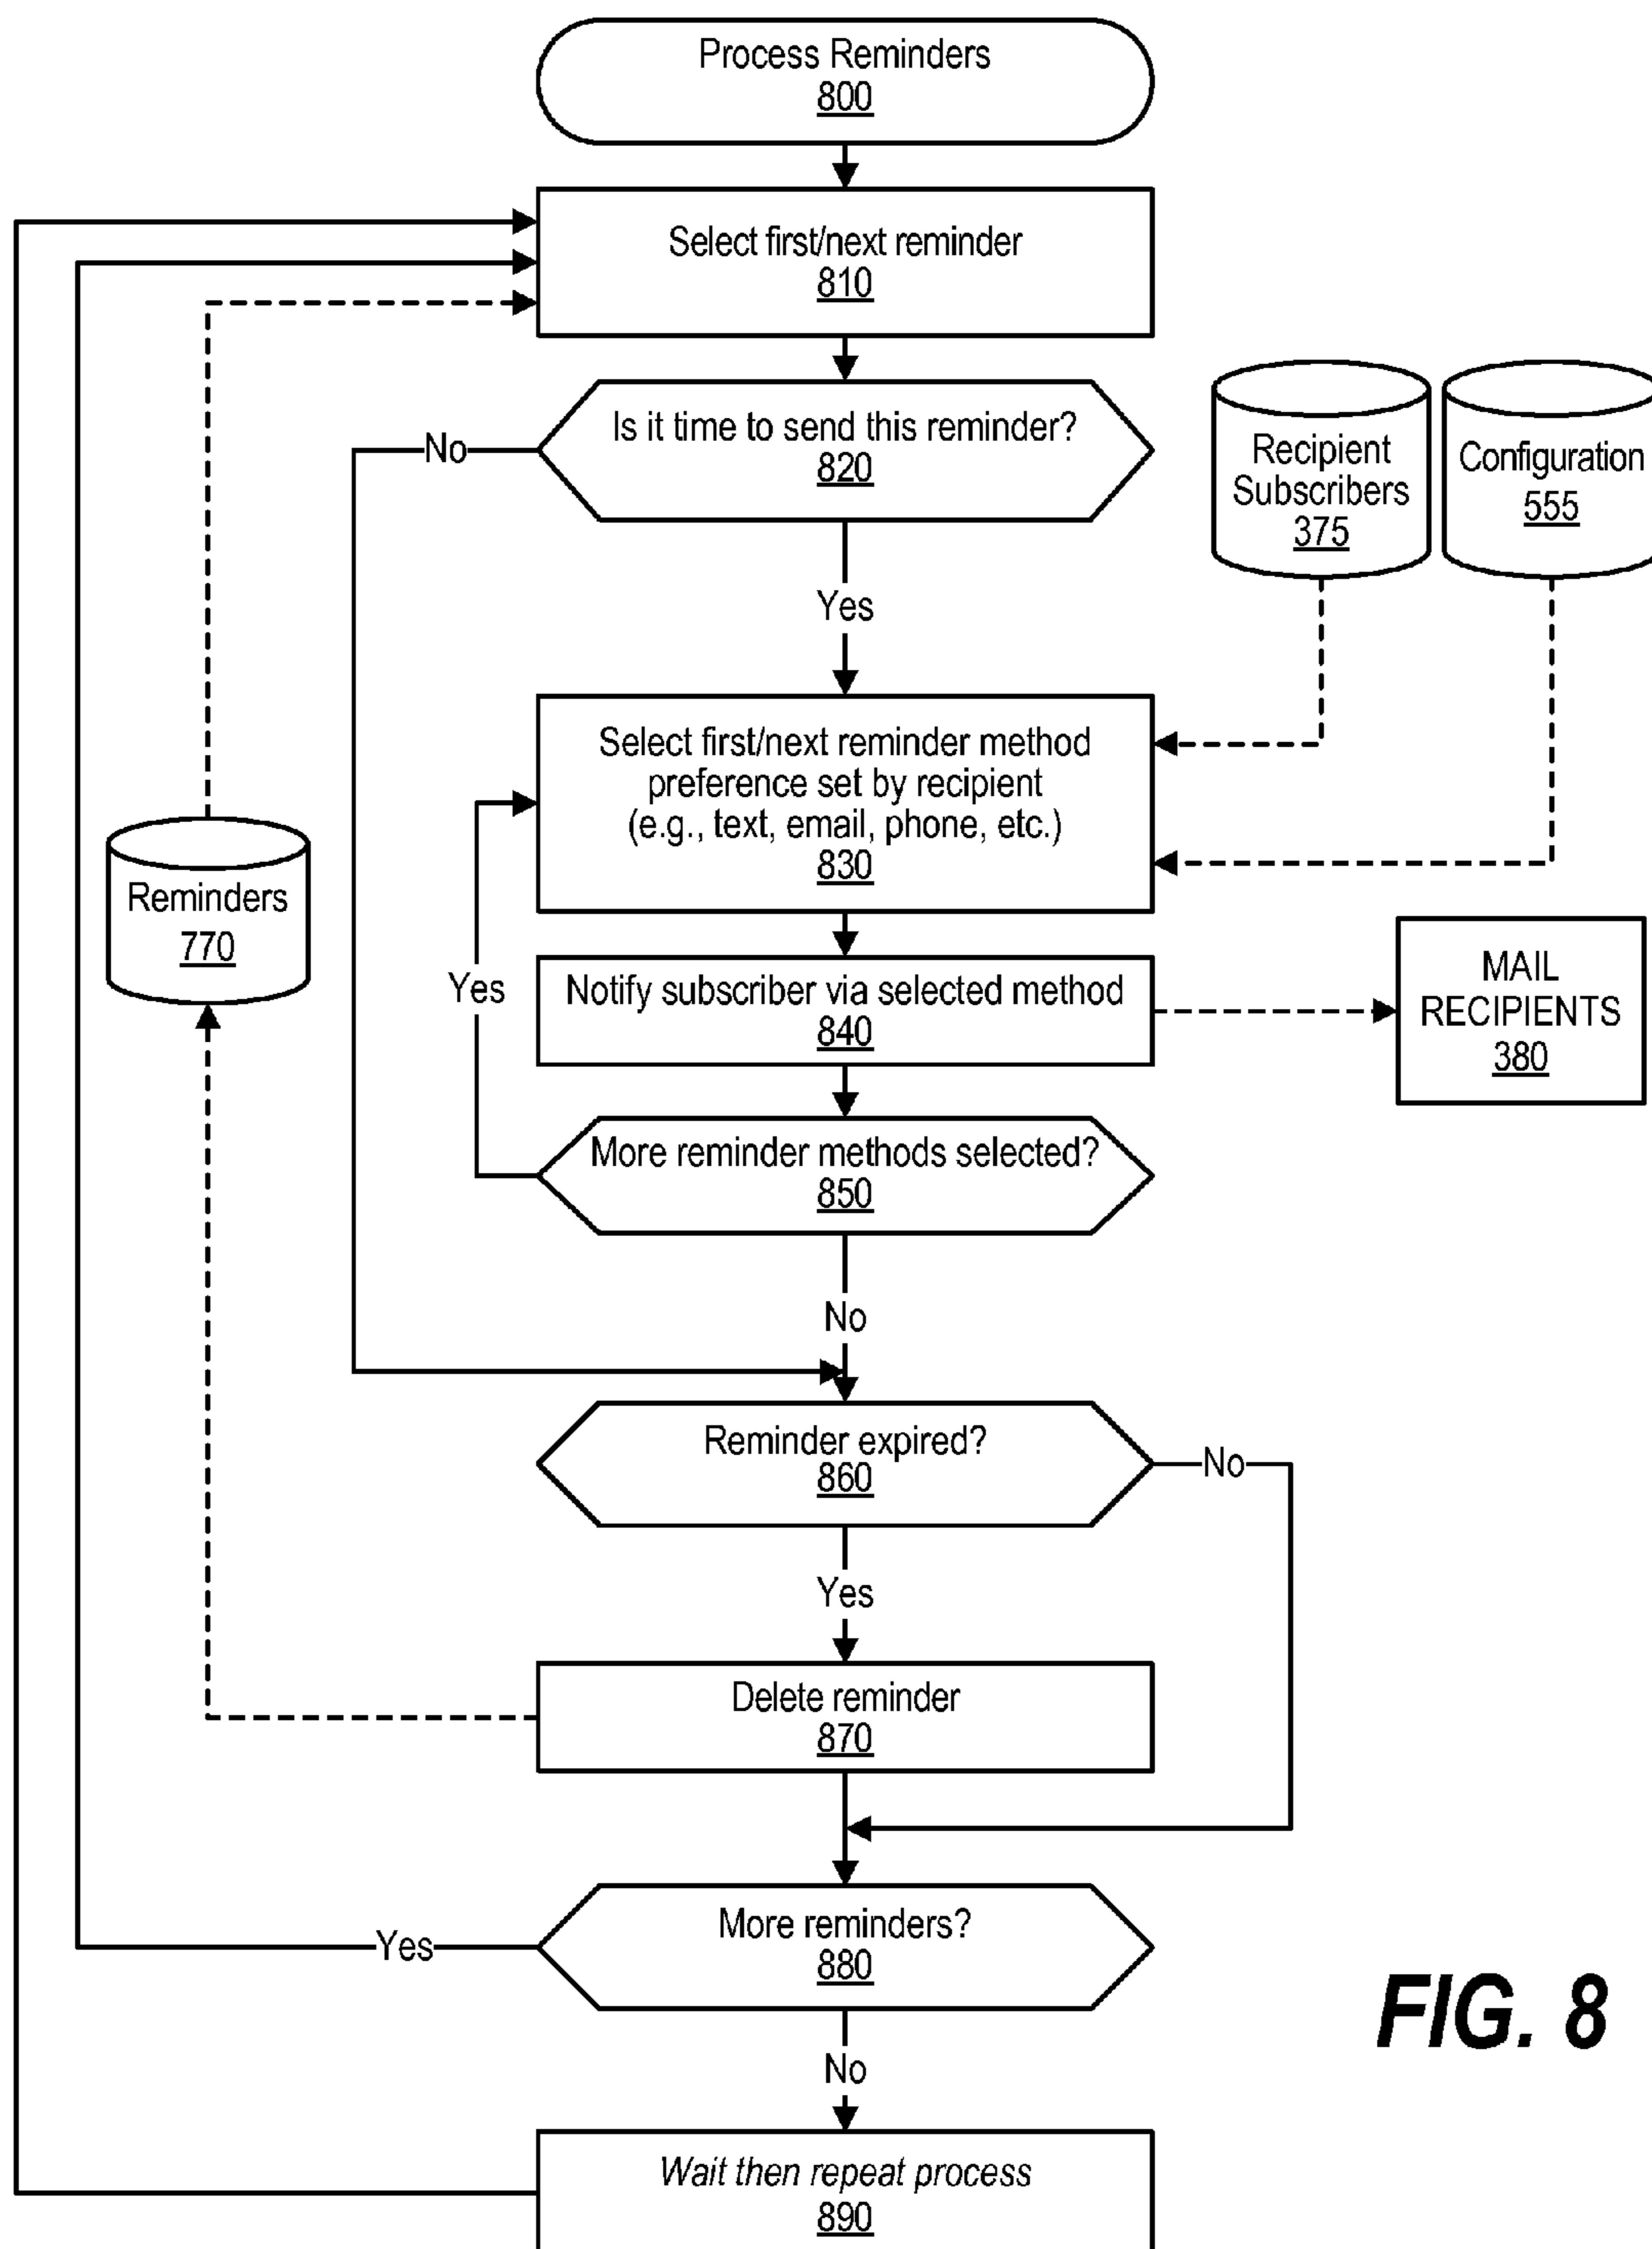 Process Reminders
800
Select first/next reminder
810
Is it time to send this reminder?
820
No
Recipient
Subscribers
375
Configuration
555
Yes
Select first/next reminder method
preference set by recipient
(e.g., text, email, phone, etc.)
830
Reminders
770
Yes
Notify subscriber via selected method
840
MAIL
RECIPIENTS
380
More reminder methods selected?
850
No
Reminder expired?
860
No
Yes
Delete reminder
870
More reminders?
880
Yes
No
FIG. 8
Wait then repeat process
890